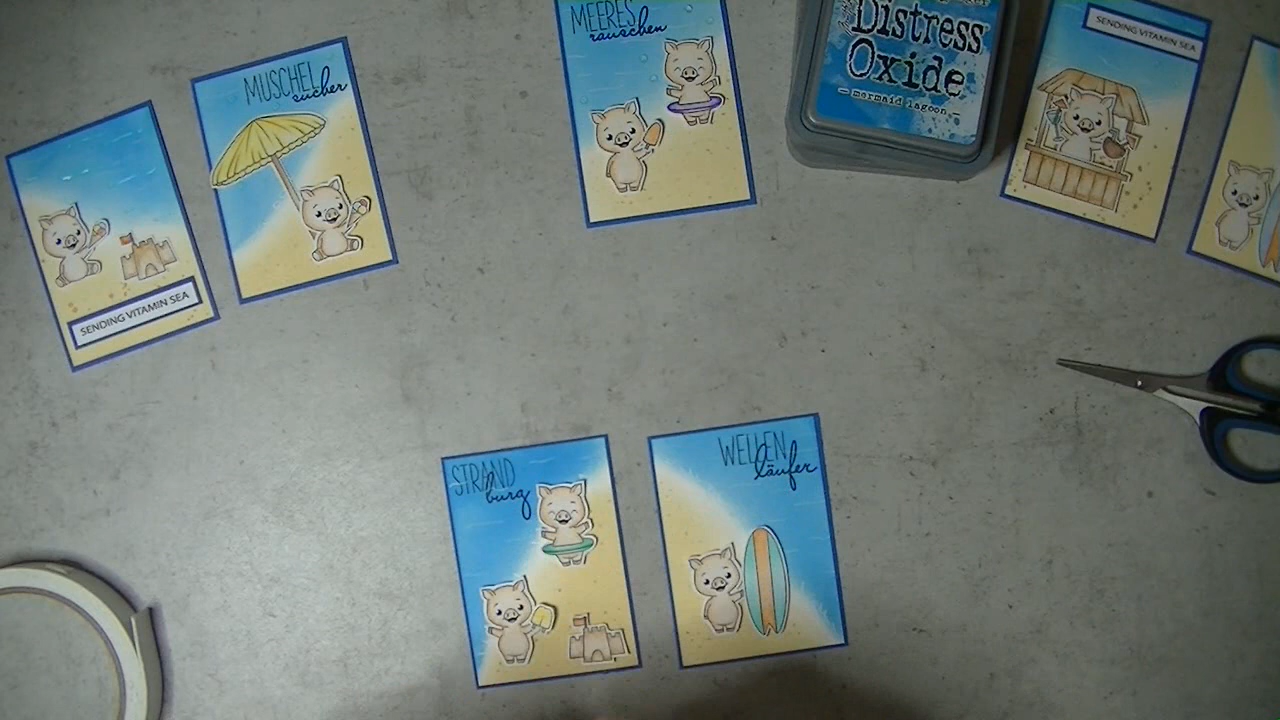 MUSCHEL
sucher
SENDING VITAMIN SEA
MEERES
rauschen
Distress
Oxide
– mermaid lagoon –
SENDING VITAMIN SEA
STRAND
burg
WELLEN
läufer